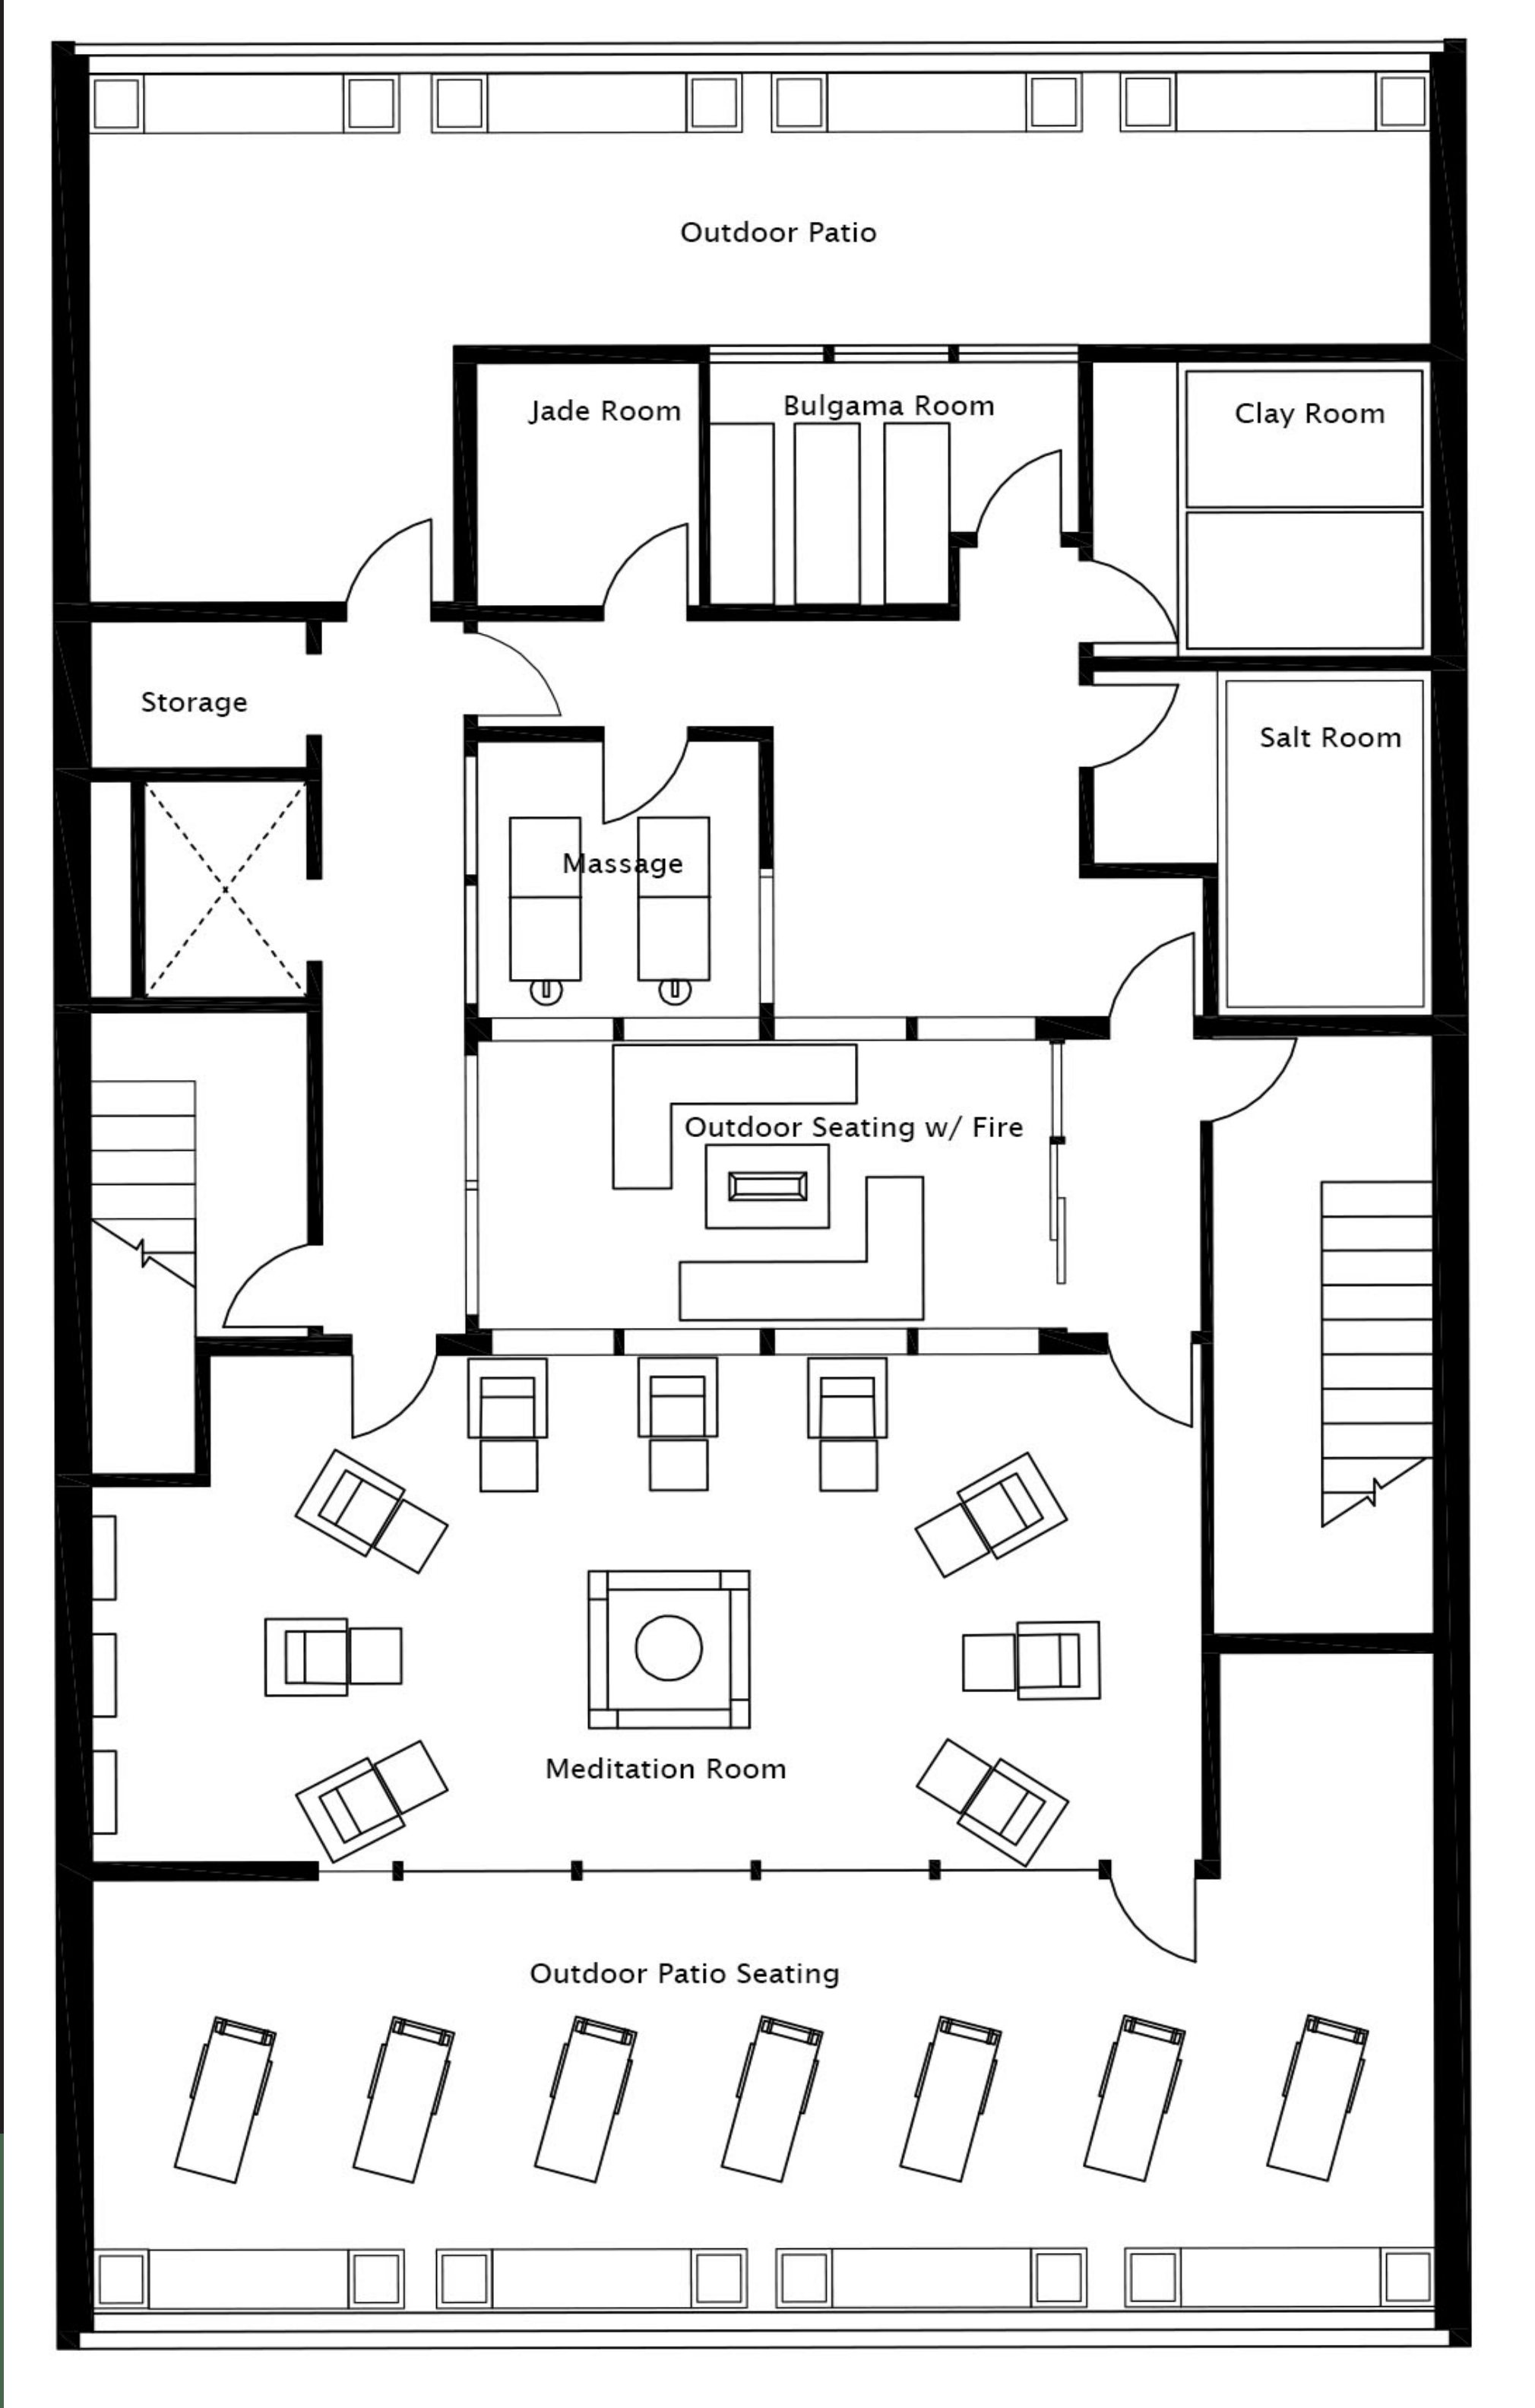 Outdoor Patio
Jade Room
Bulgama Room
Clay Room
Storage
Salt Room
Massage
Outdoor Seating w/ Fire
Meditation Room
Outdoor Patio Seating